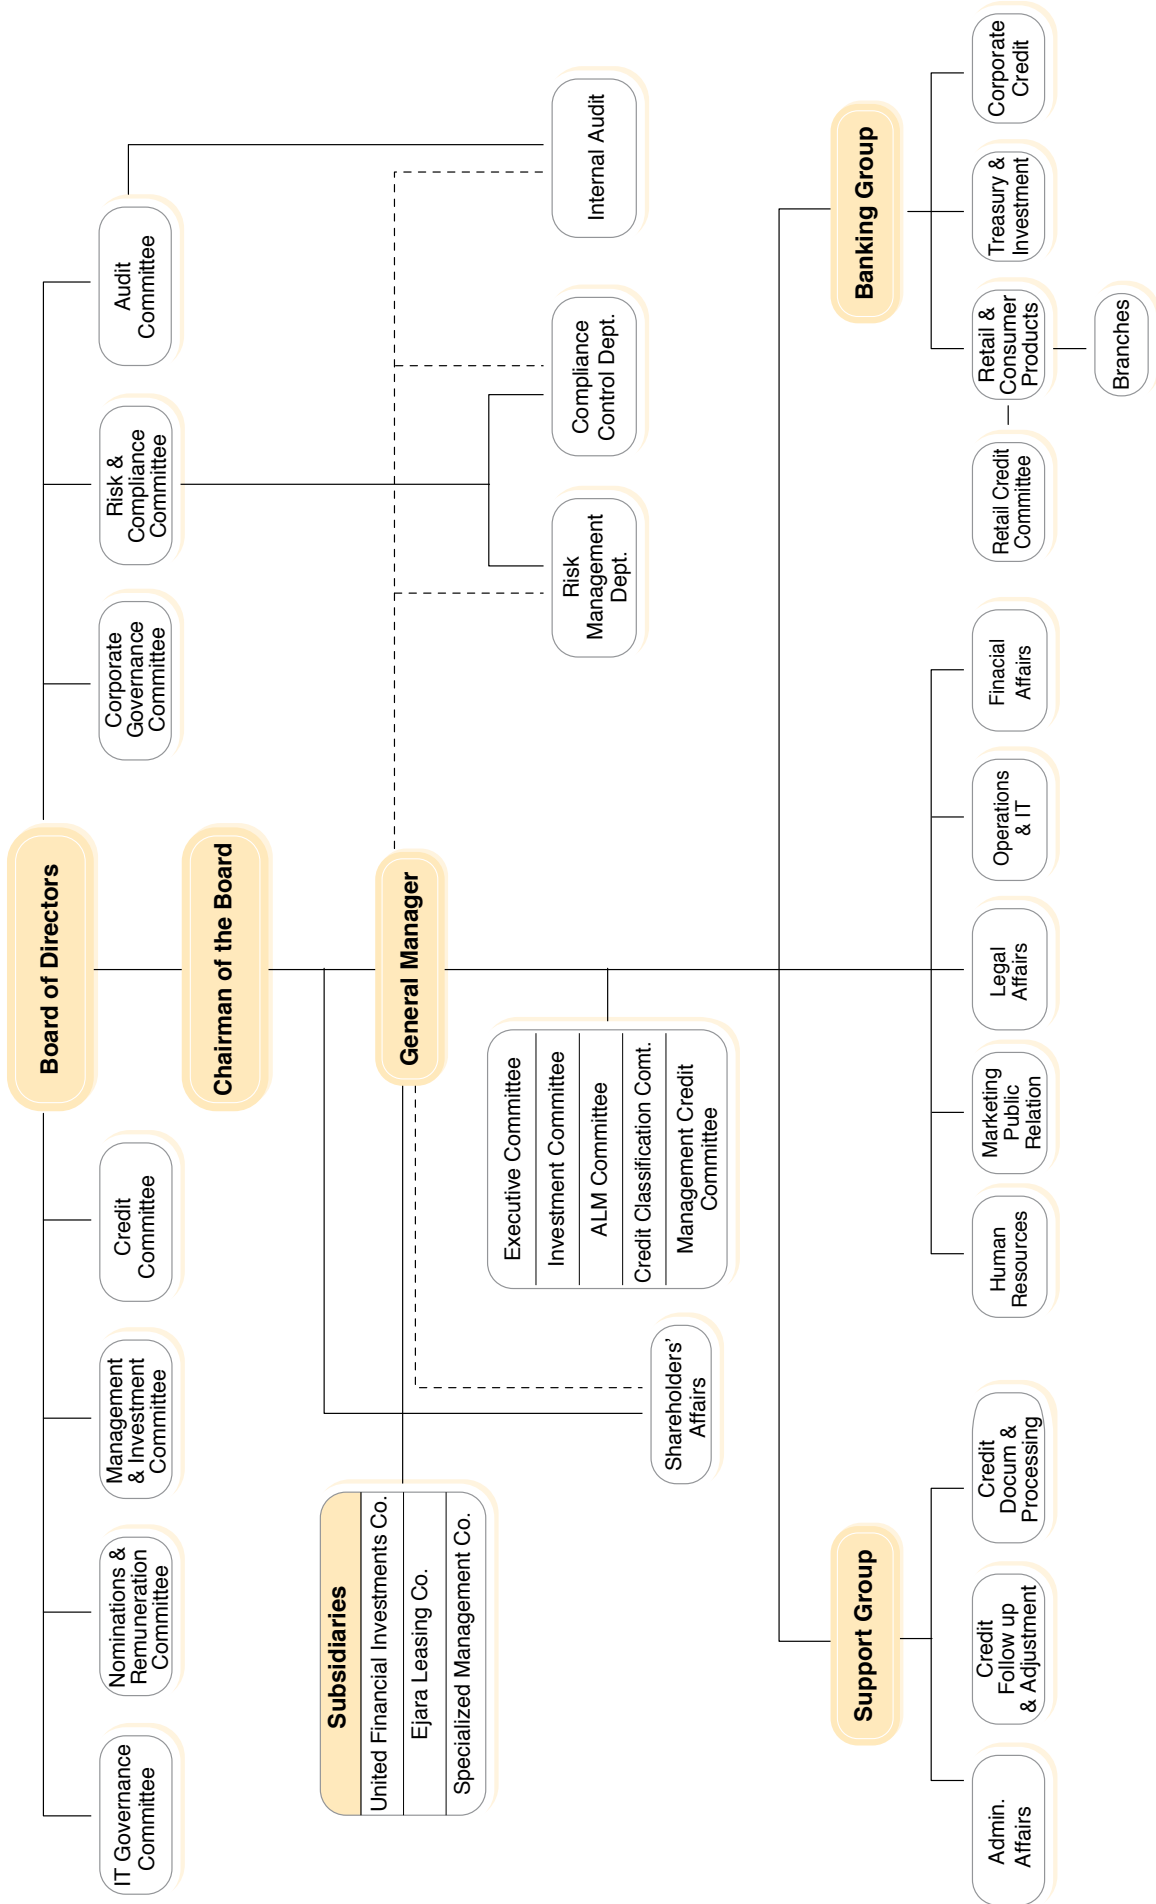 Board of Directors
IT Governance
Committee
Nominations &
Remuneration
Committee
Management
& Investment
Committee
Credit
Committee
Corporate
Governance
Committee
Risk &
Compliance
Committee
Audit
Committee
Chairman of the Board
General Manager
Subsidiaries
United Financial Investments Co.
Ejara Leasing Co.
Specialized Management Co.
Shareholders’
Affairs
Executive Committee
Investment Committee
ALM Committee
Credit Classification Comt.
Management Credit
Committee
Risk
Management
Dept.
Compliance
Control Dept.
Internal Audit
Support Group
Banking Group
Admin.
Affairs
Credit
Follow up
& Adjustment
Credit
Docum &
Processing
Human
Resources
Marketing
Public
Relation
Legal
Affairs
Operations
& IT
Finacial
Affairs
Retail Credit
Committee
Retail &
Consumer
Products
Treasury &
Investment
Corporate
Credit
Branches